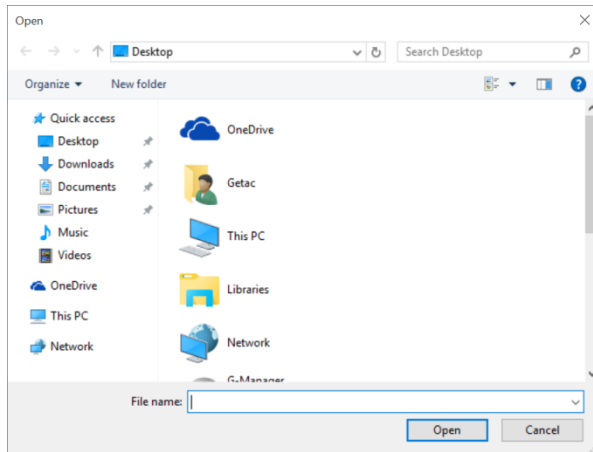 Open
Desktop
Search Desktop
Organize
New folder
?
Quick access
Desktop
Downloads
Documents
Pictures
Music
Videos
OneDrive
This PC
Network
OneDrive
Getac
This PC
Libraries
Network
G-Manager
File name:
Open
Cancel